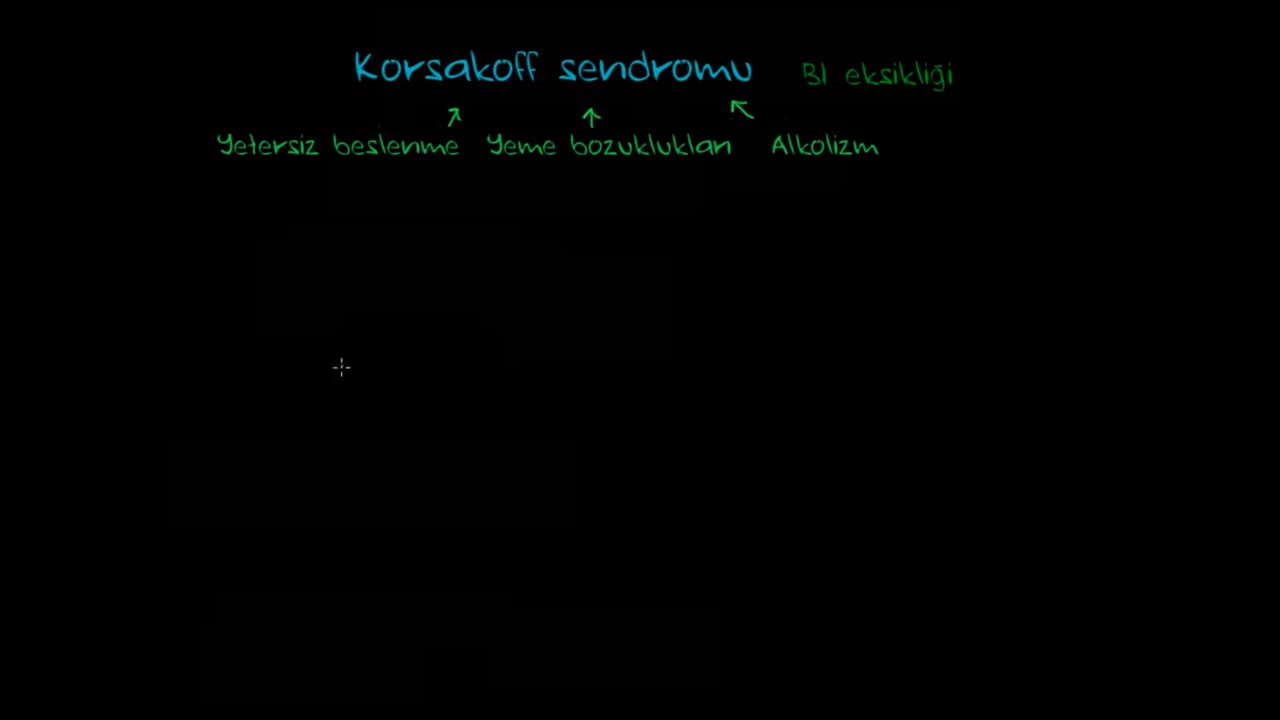 Korsakoff sendromu B1 eksikliği
Yetersiz beslenme Yeme bozuklukları Alkolizm